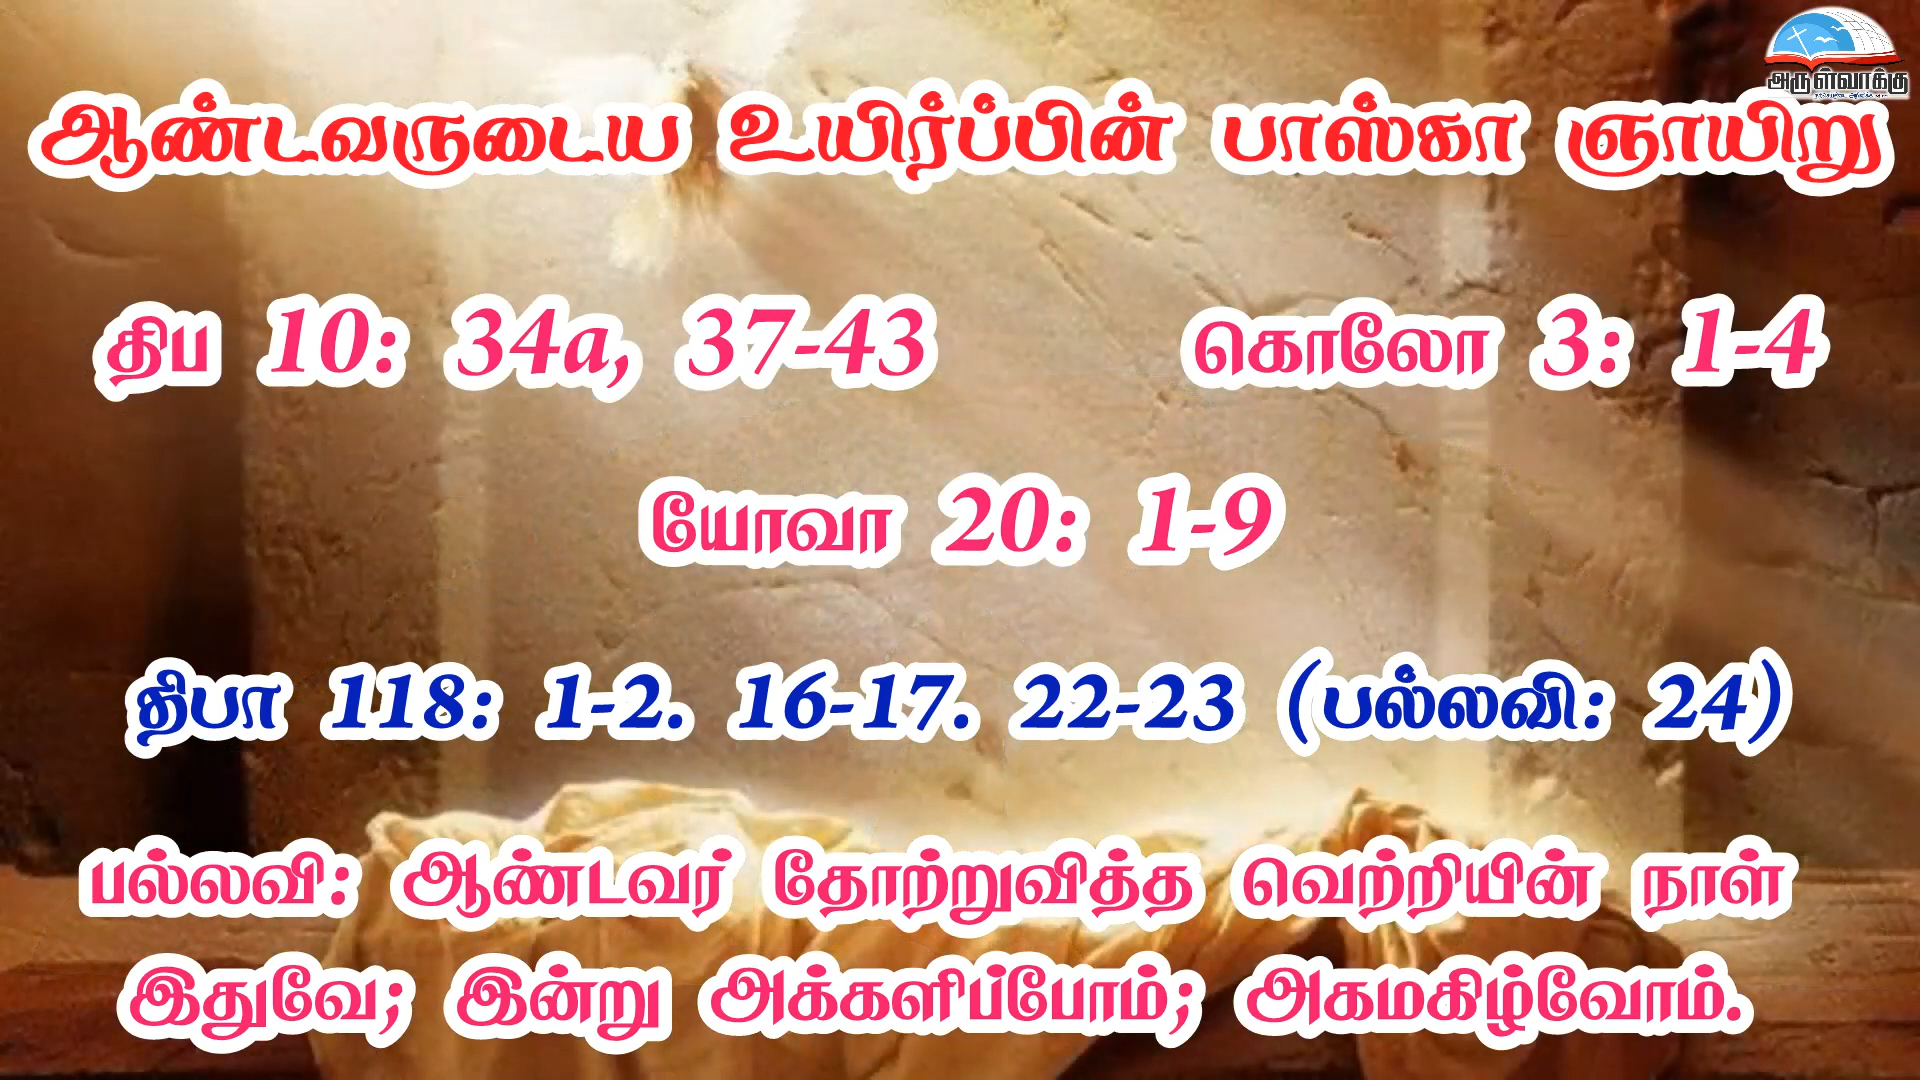 அருள்வாக்கு
ஆண்டவருடைய உயிர்ப்பின் பாஸ்கா ஞாயிறு
திப 10: 34a, 37-43 கொலோ 3: 1-4
யோவா 20: 1-9
திபா 118: 1-2. 16-17. 22-23 (பல்லவி: 24)
பல்லவி: ஆண்டவர் தோற்றுவித்த வெற்றியின் நாள்
இதுவே; இன்று அக்களிப்போம்; அகமகிழ்வோம்.